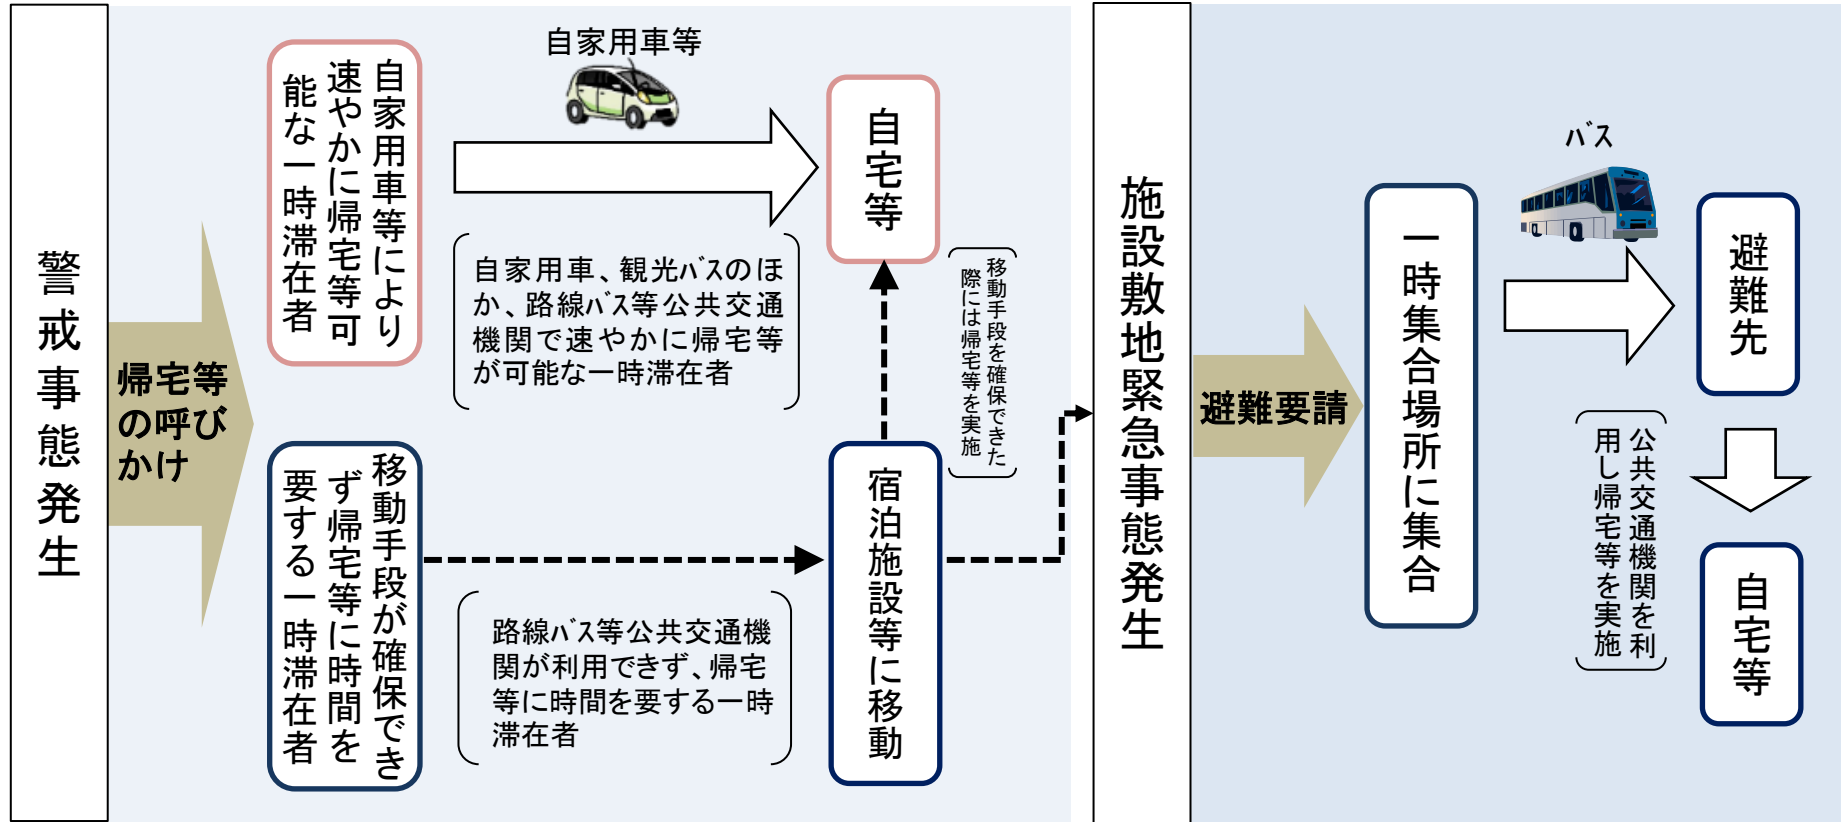 警戒事態発生
帰宅等
の呼び
かけ
自家用車等により
速やかに帰宅等可
能な一時滞在者
自家用車等
自宅等
自家用車、観光ﾊﾞｽのほ
か、路線ﾊﾞｽ等公共交通
機関で速やかに帰宅等
が可能な一時滞在者
移動手段を確保できた
際には帰宅等を実施
移動手段が確保でき
ず帰宅等に時間を
要する一時滞在者
路線ﾊﾞｽ等公共交通機
関が利用できず、帰宅
等に時間を要する一時
滞在者
宿泊施設等に移動
施設敷地緊急事態発生
避難要請
一時集合場所に集合
ﾊﾞｽ
避難先
公共交通機関を利
用し帰宅等を実施
自宅等